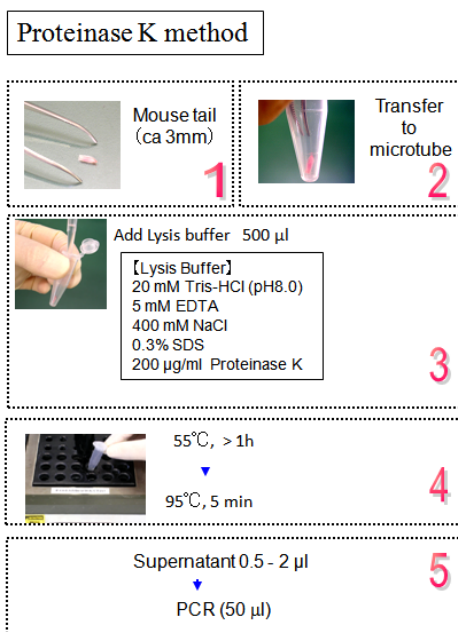 Proteinase K method
Mouse tail
(ca 3mm)
1
Transfer
to
microtube
2
Add Lysis buffer 500 µl
【Lysis Buffer】
20 mM Tris-HCl (pH8.0)
5 mM EDTA
400 mM NaCl
0.3% SDS
200 µg/ml Proteinase K
3
55℃, > 1h
95℃, 5 min
4
Supernatant 0.5 - 2 µl
PCR (50 µl)
5